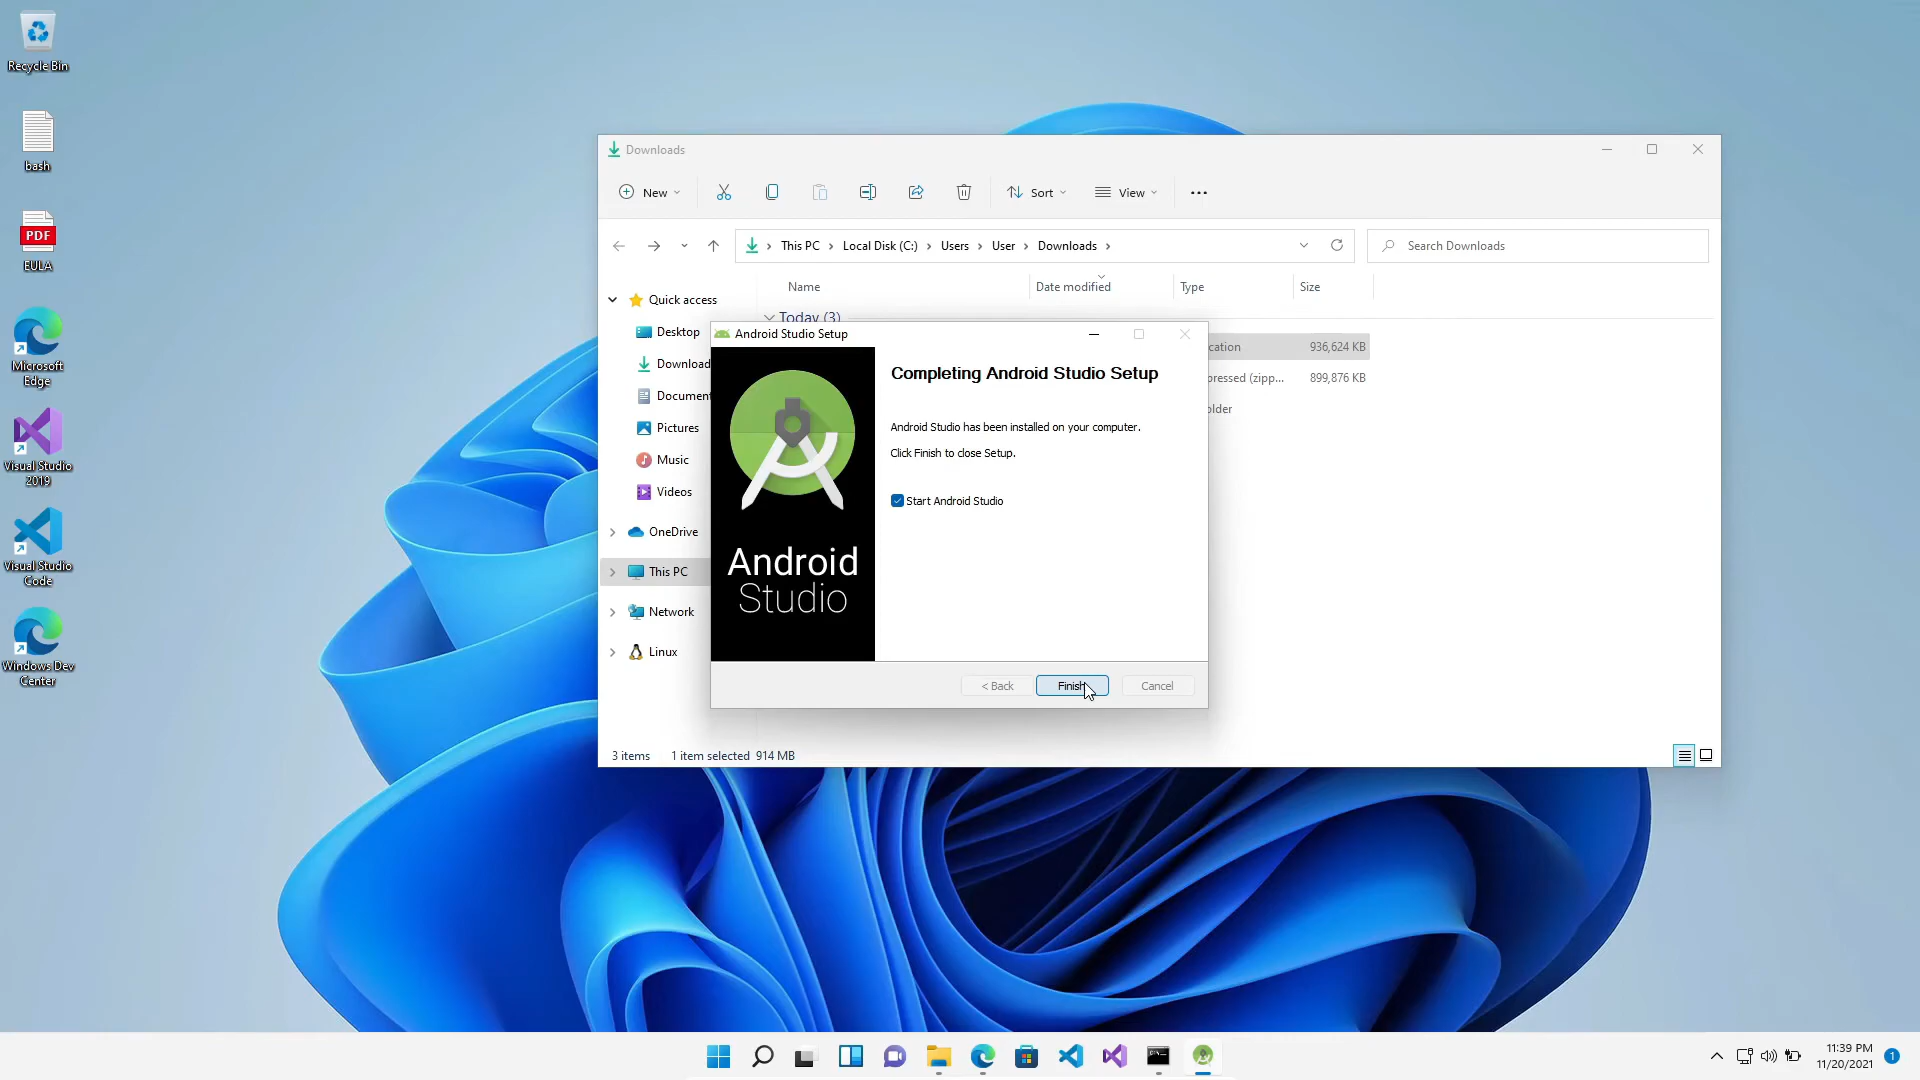 Recycle Bin
bash
PDF
EULA
Microsoft
Edge
Visual Studio
2019
Visual Studio
Code
Windows Dev
Center
Downloads
New
Sort
View
This PC
Local Disk (C:)
Users
User
Downloads
Search Downloads
Name
Date modified
Type
Size
Quick access
Desktop
Download
Document
Pictures
Music
Videos
OneDrive
This PC
Network
Linux
Today (3)
cation 936,624 KB
pressed (zipp... 899,876 KB
older
Android Studio Setup
Android
Studio
Completing Android Studio Setup
Android Studio has been installed on your computer.
Click Finish to close Setup.
Start Android Studio
< Back
Finish
Cancel
3 items
1 item selected 914 MB
11:39 PM
11/20/2021
1